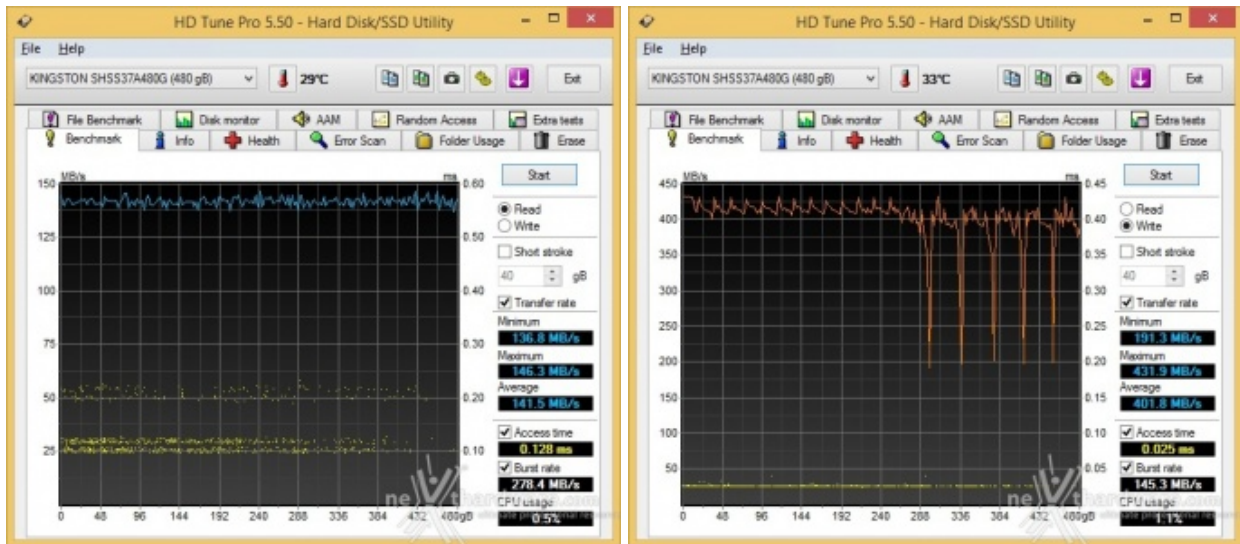 HD Tune Pro 5.50 - Hard Disk/SSD Utility
File Help
KINGSTON SHSS37A480G (480 gB)
29°C
Exit
File Benchmark
Disk monitor
AAM
Random Access
Extra tests
Benchmark
Info
Health
Error Scan
Folder Usage
Erase
MB/s
ms
150
125
100
75
50
25
0.60
0.50
0.40
0.30
0.20
0.10
0 48 96 144 192 240 288 336 384 432 480gB
Start
Read
Write
Short stroke
40 gB
Transfer rate
Minimum
136.8 MB/s
Maximum
146.3 MB/s
Average
141.5 MB/s
Access time
0.128 ms
Burst rate
278.4 MB/s
CPU usage
0.5%
HD Tune Pro 5.50 - Hard Disk/SSD Utility
File Help
KINGSTON SHSS37A480G (480 gB)
33°C
Exit
File Benchmark
Disk monitor
AAM
Random Access
Extra tests
Benchmark
Info
Health
Error Scan
Folder Usage
Erase
MB/s
ms
450
400
350
300
250
200
150
100
50
0.45
0.40
0.35
0.30
0.25
0.20
0.15
0.10
0.05
0 48 96 144 192 240 288 336 384 432 480gB
Start
Read
Write
Short stroke
40 gB
Transfer rate
Minimum
191.3 MB/s
Maximum
431.9 MB/s
Average
401.8 MB/s
Access time
0.025 ms
Burst rate
145.3 MB/s
CPU usage
1.1%